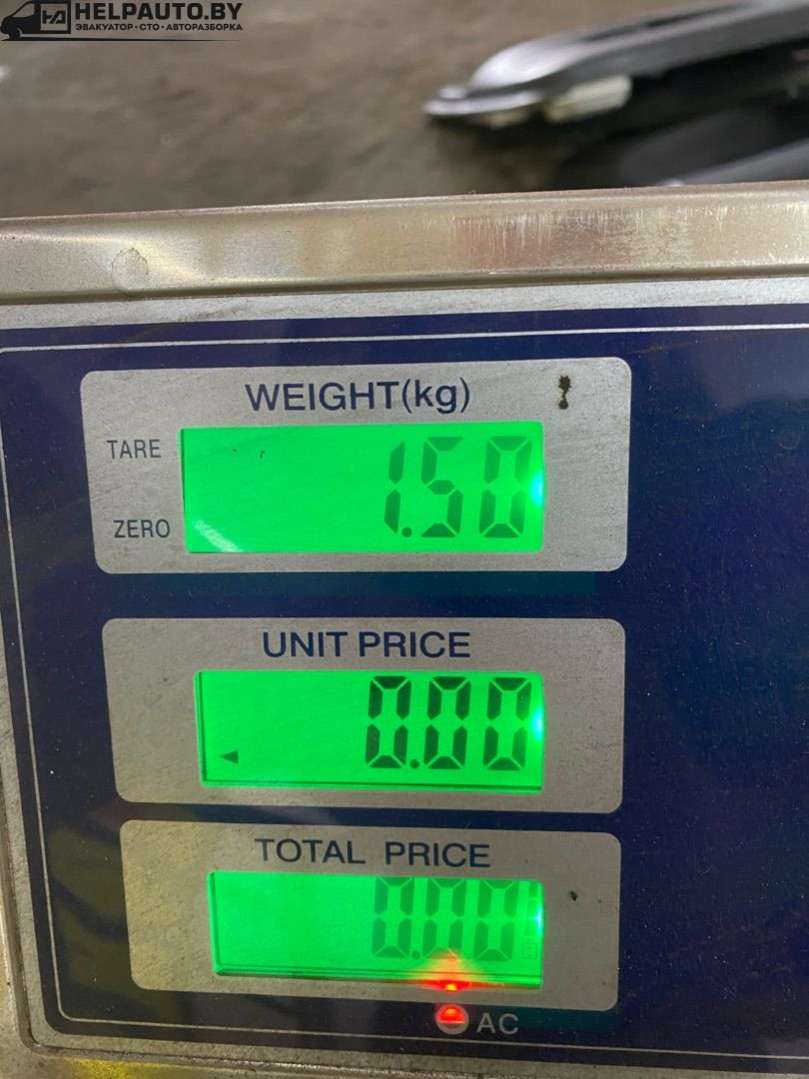 HELPAUTO.BY
ЭВАКУАТОР·СТО·АВТОРАЗБОРКА
WEIGHT(kg)
TARE
1.50
ZERO
UNIT PRICE
0.00
TOTAL PRICE
0.00
AC